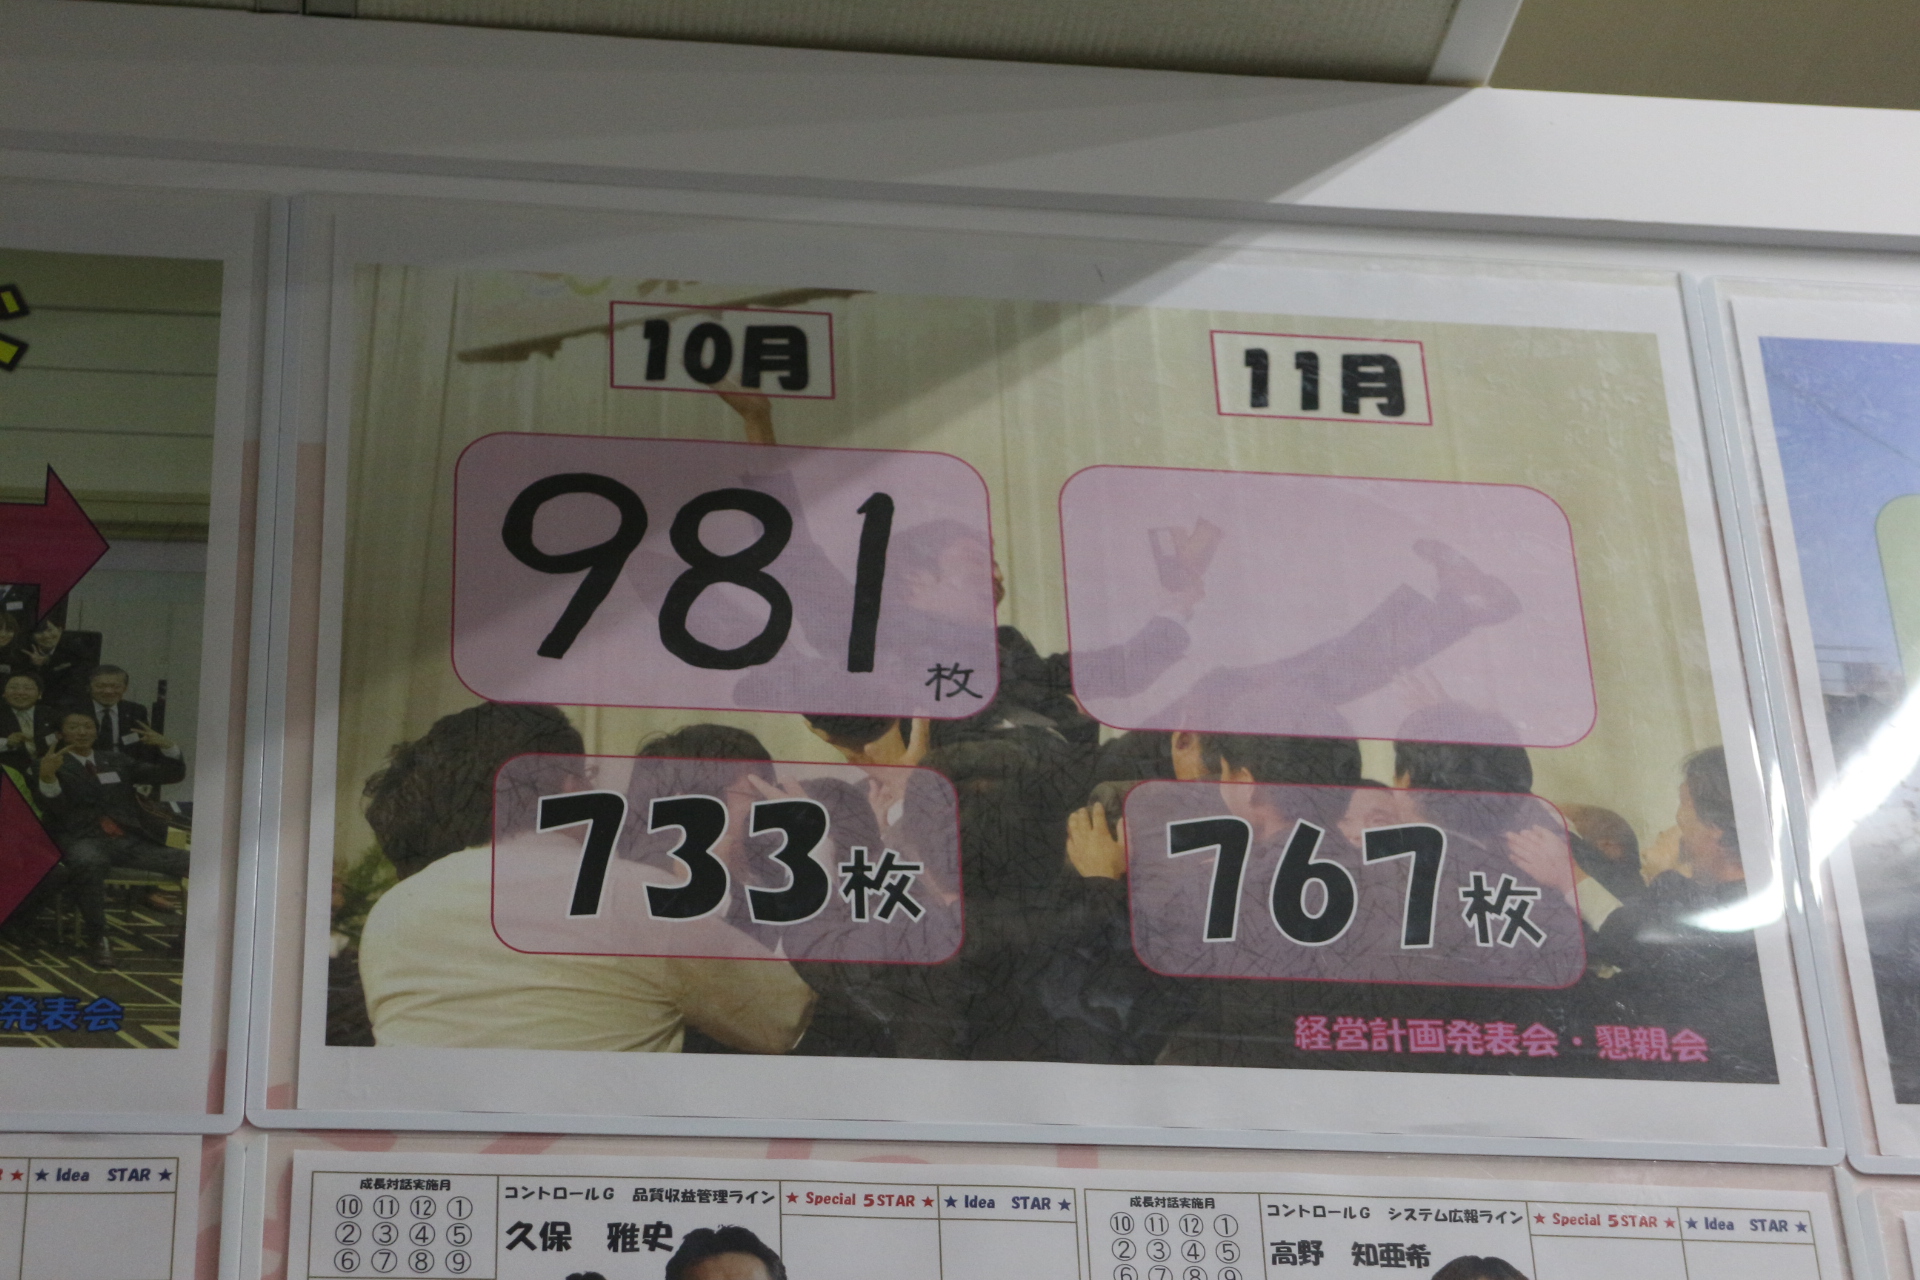 10月
11月
981枚
733枚
767枚
経営計画発表会・懇親会
発表会
★ Idea STAR ★
成長対話実施月
⑩ ⑪ ⑫ ①
② ③ ④ ⑤
⑥ ⑦ ⑧ ⑨
コントロールG 品質収益管理ライン
久保 雅史
★ Special 5STAR ★
★ Idea STAR ★
成長対話実施月
⑩ ⑪ ⑫ ①
② ③ ④ ⑤
⑥ ⑦ ⑧ ⑨
コントロールG システム広報ライン
高野 知亜希
★ Special 5STAR ★
★ Idea STAR ★